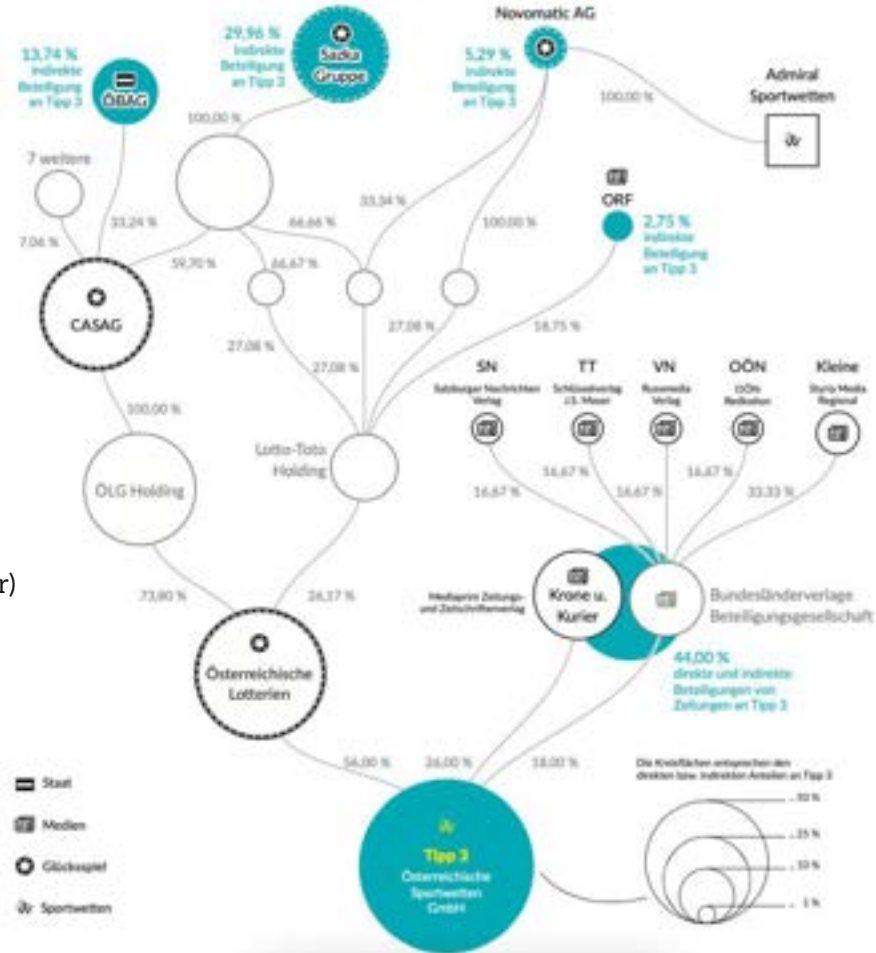 Novomatic AG
13,74 %
indirekte
Beteiligung
an Tipp 3
ÖBAG
29,96 %
indirekte
Beteiligung
an Tipp 3
Sazka
Gruppe
5,29 %
indirekte
Beteiligung
an Tipp 3
100,00 %
Admiral
Sportwetten
100,00 %
7 weitere
7,06 %
33,24 %
59,70 %
66,67 %
66,66 %
33,34 %
100,00 %
ORF
2,75 %
indirekte
Beteiligung
an Tipp 3
CASAG
27,08 %
27,08 %
27,08 %
18,75 %
SN
Salzburger Nachrichten
Verlag
TT
Schlüsselverlag
J.S. Moser
VN
Russmedia
Verlag
OÖN
OÖN
Redaktion
Kleine
Styria Media
Regional
100,00 %
ÖLG Holding
Lotto-Toto
Holding
16,67 %
16,67 %
16,67 %
16,67 %
33,33 %
r)
73,80 %
26,17 %
Mediaprint Zeitungs-
und Zeitschriftenverlag
Krone u.
Kurier
Bundesländerverlage
Beteiligungsgesellschaft
44,00 %
direkte und indirekte
Beteiligungen von
Zeitungen an Tipp 3
Österreichische
Lotterien
56,00 %
26,00 %
18,00 %
Die Kreisflächen entsprechen den
direkten bzw. indirekten Anteilen an Tipp 3
50 %
25 %
10 %
1 %
Staat
Medien
Glücksspiel
Sportwetten
Tipp 3
Österreichische
Sportwetten
GmbH